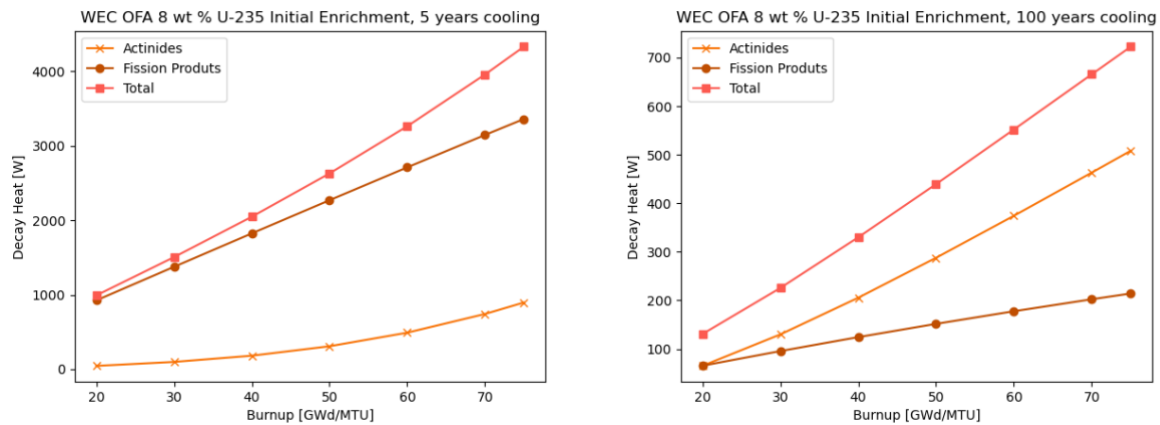 WEC OFA 8 wt % U-235 Initial Enrichment, 5 years cooling
Actinides
Fission Produts
Total
4000
3000
2000
1000
0
Decay Heat [W]
20 30 40 50 60 70
Burnup [GWd/MTU]
WEC OFA 8 wt % U-235 Initial Enrichment, 100 years cooling
Actinides
Fission Produts
Total
700
600
500
400
300
200
100
Decay Heat [W]
20 30 40 50 60 70
Burnup [GWd/MTU]